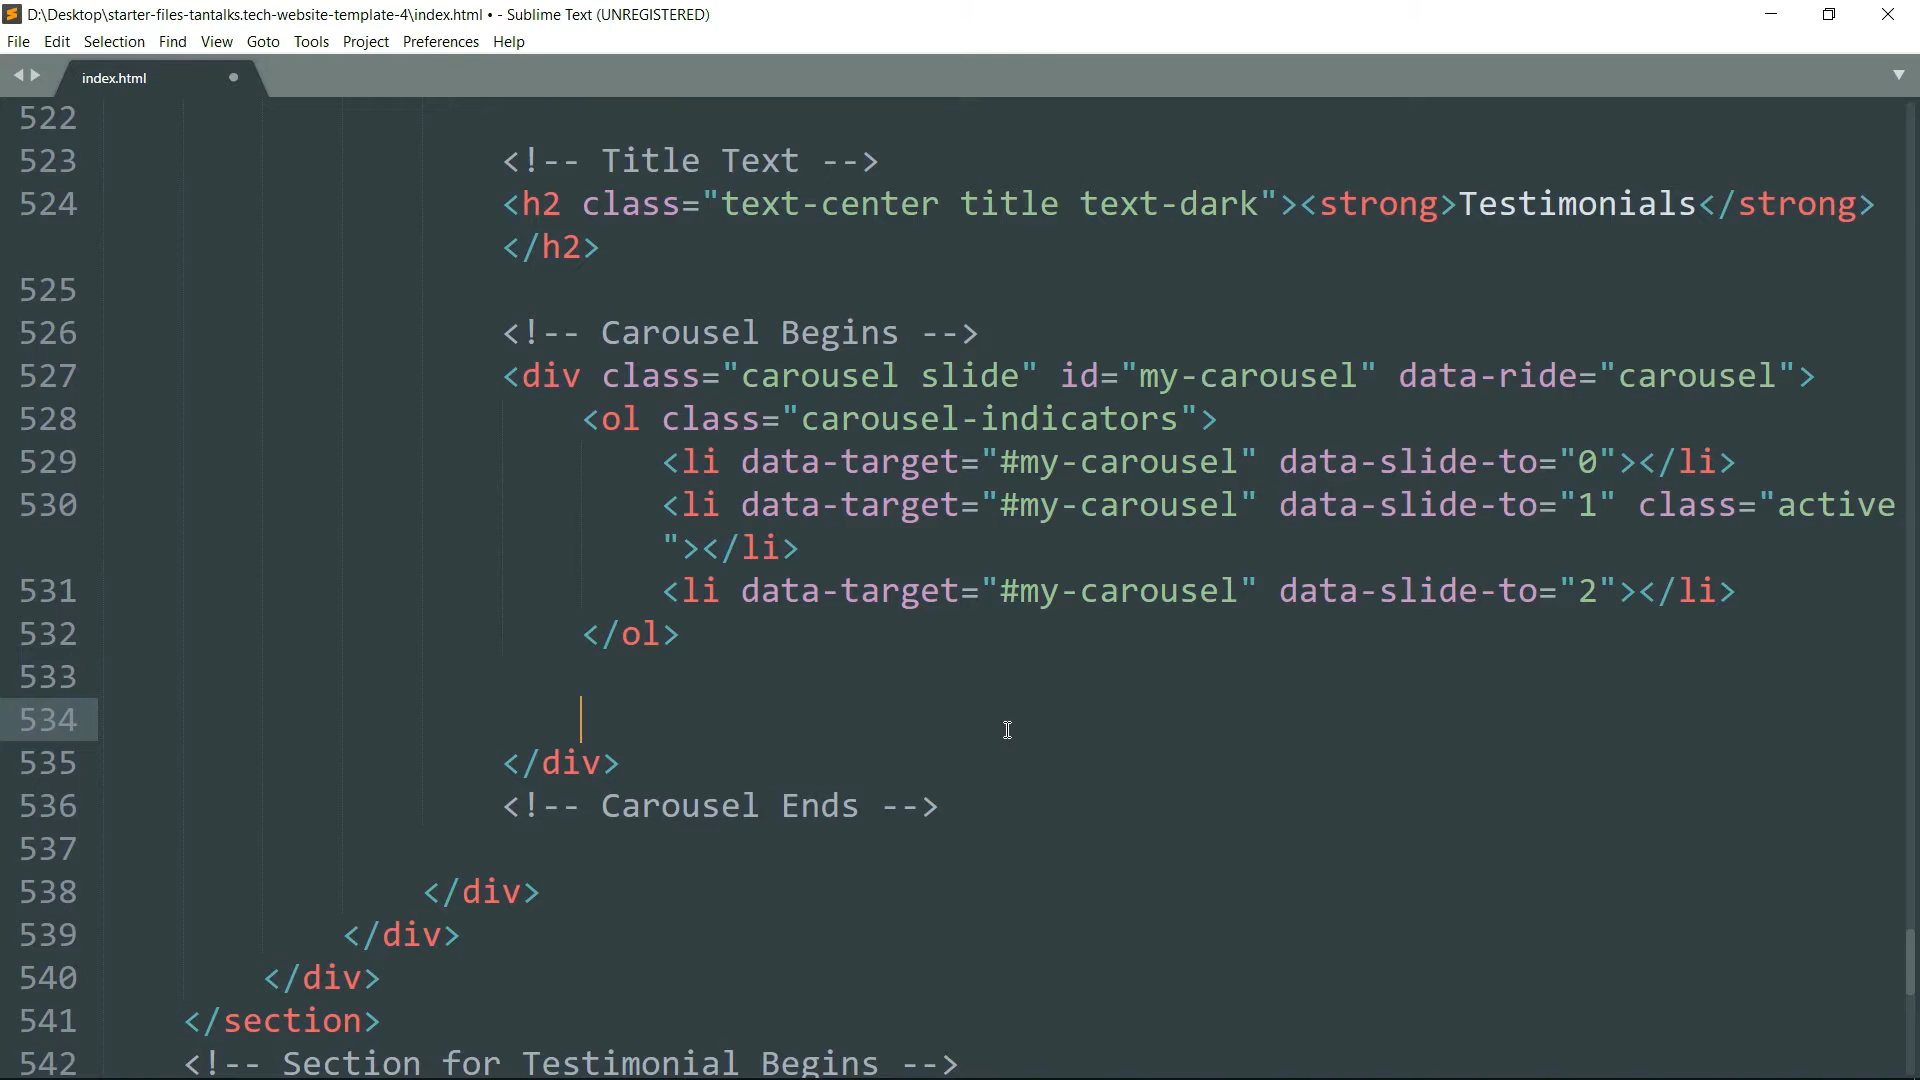 D:\Desktop\starter-files-tantalks.tech-website-template-4\index.html • - Sublime Text (UNREGISTERED)
File Edit Selection Find View Goto Tools Project Preferences Help
index.html
522
523 <!-- Title Text -->
524 <h2 class="text-center title text-dark"><strong>Testimonials</strong>
</h2>
525
526 <!-- Carousel Begins -->
527 <div class="carousel slide" id="my-carousel" data-ride="carousel">
528 <ol class="carousel-indicators">
529 <li data-target="#my-carousel" data-slide-to="0"></li>
530 <li data-target="#my-carousel" data-slide-to="1" class="active
"></li>
531 <li data-target="#my-carousel" data-slide-to="2"></li>
532 </ol>
533
534
535 </div>
536 <!-- Carousel Ends -->
537
538 </div>
539 </div>
540 </div>
541 </section>
542 <!-- Section for Testimonial Begins -->